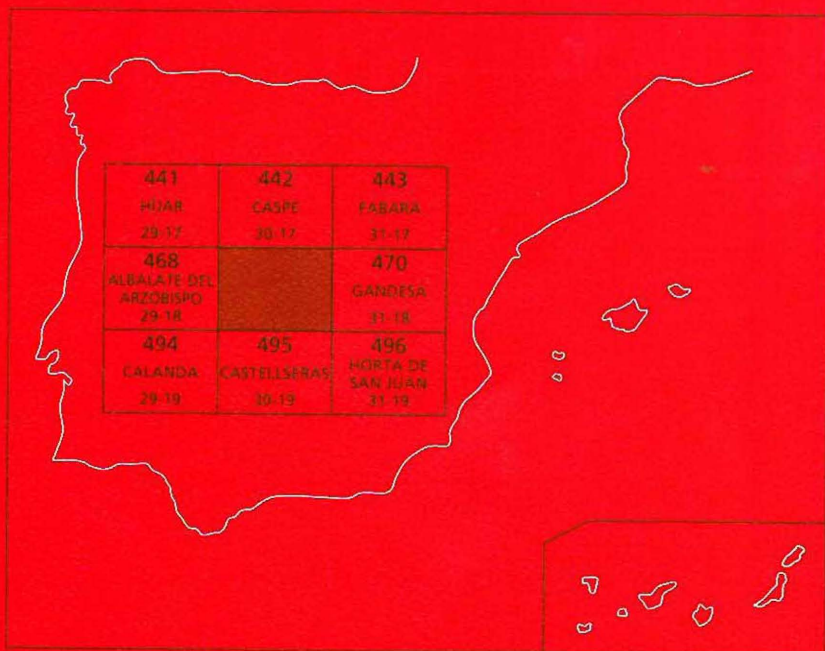 441
HIJAR
29-17
442
CASPE
30-17
443
FABARA
31-17
468
ALBALATE DEL
ARZOBISPO
29-18
470
GANDESA
31-18
494
CALANDA
29-19
495
CASTELLSERAS
30-19
496
HORTA DE
SAN JUAN
31-19